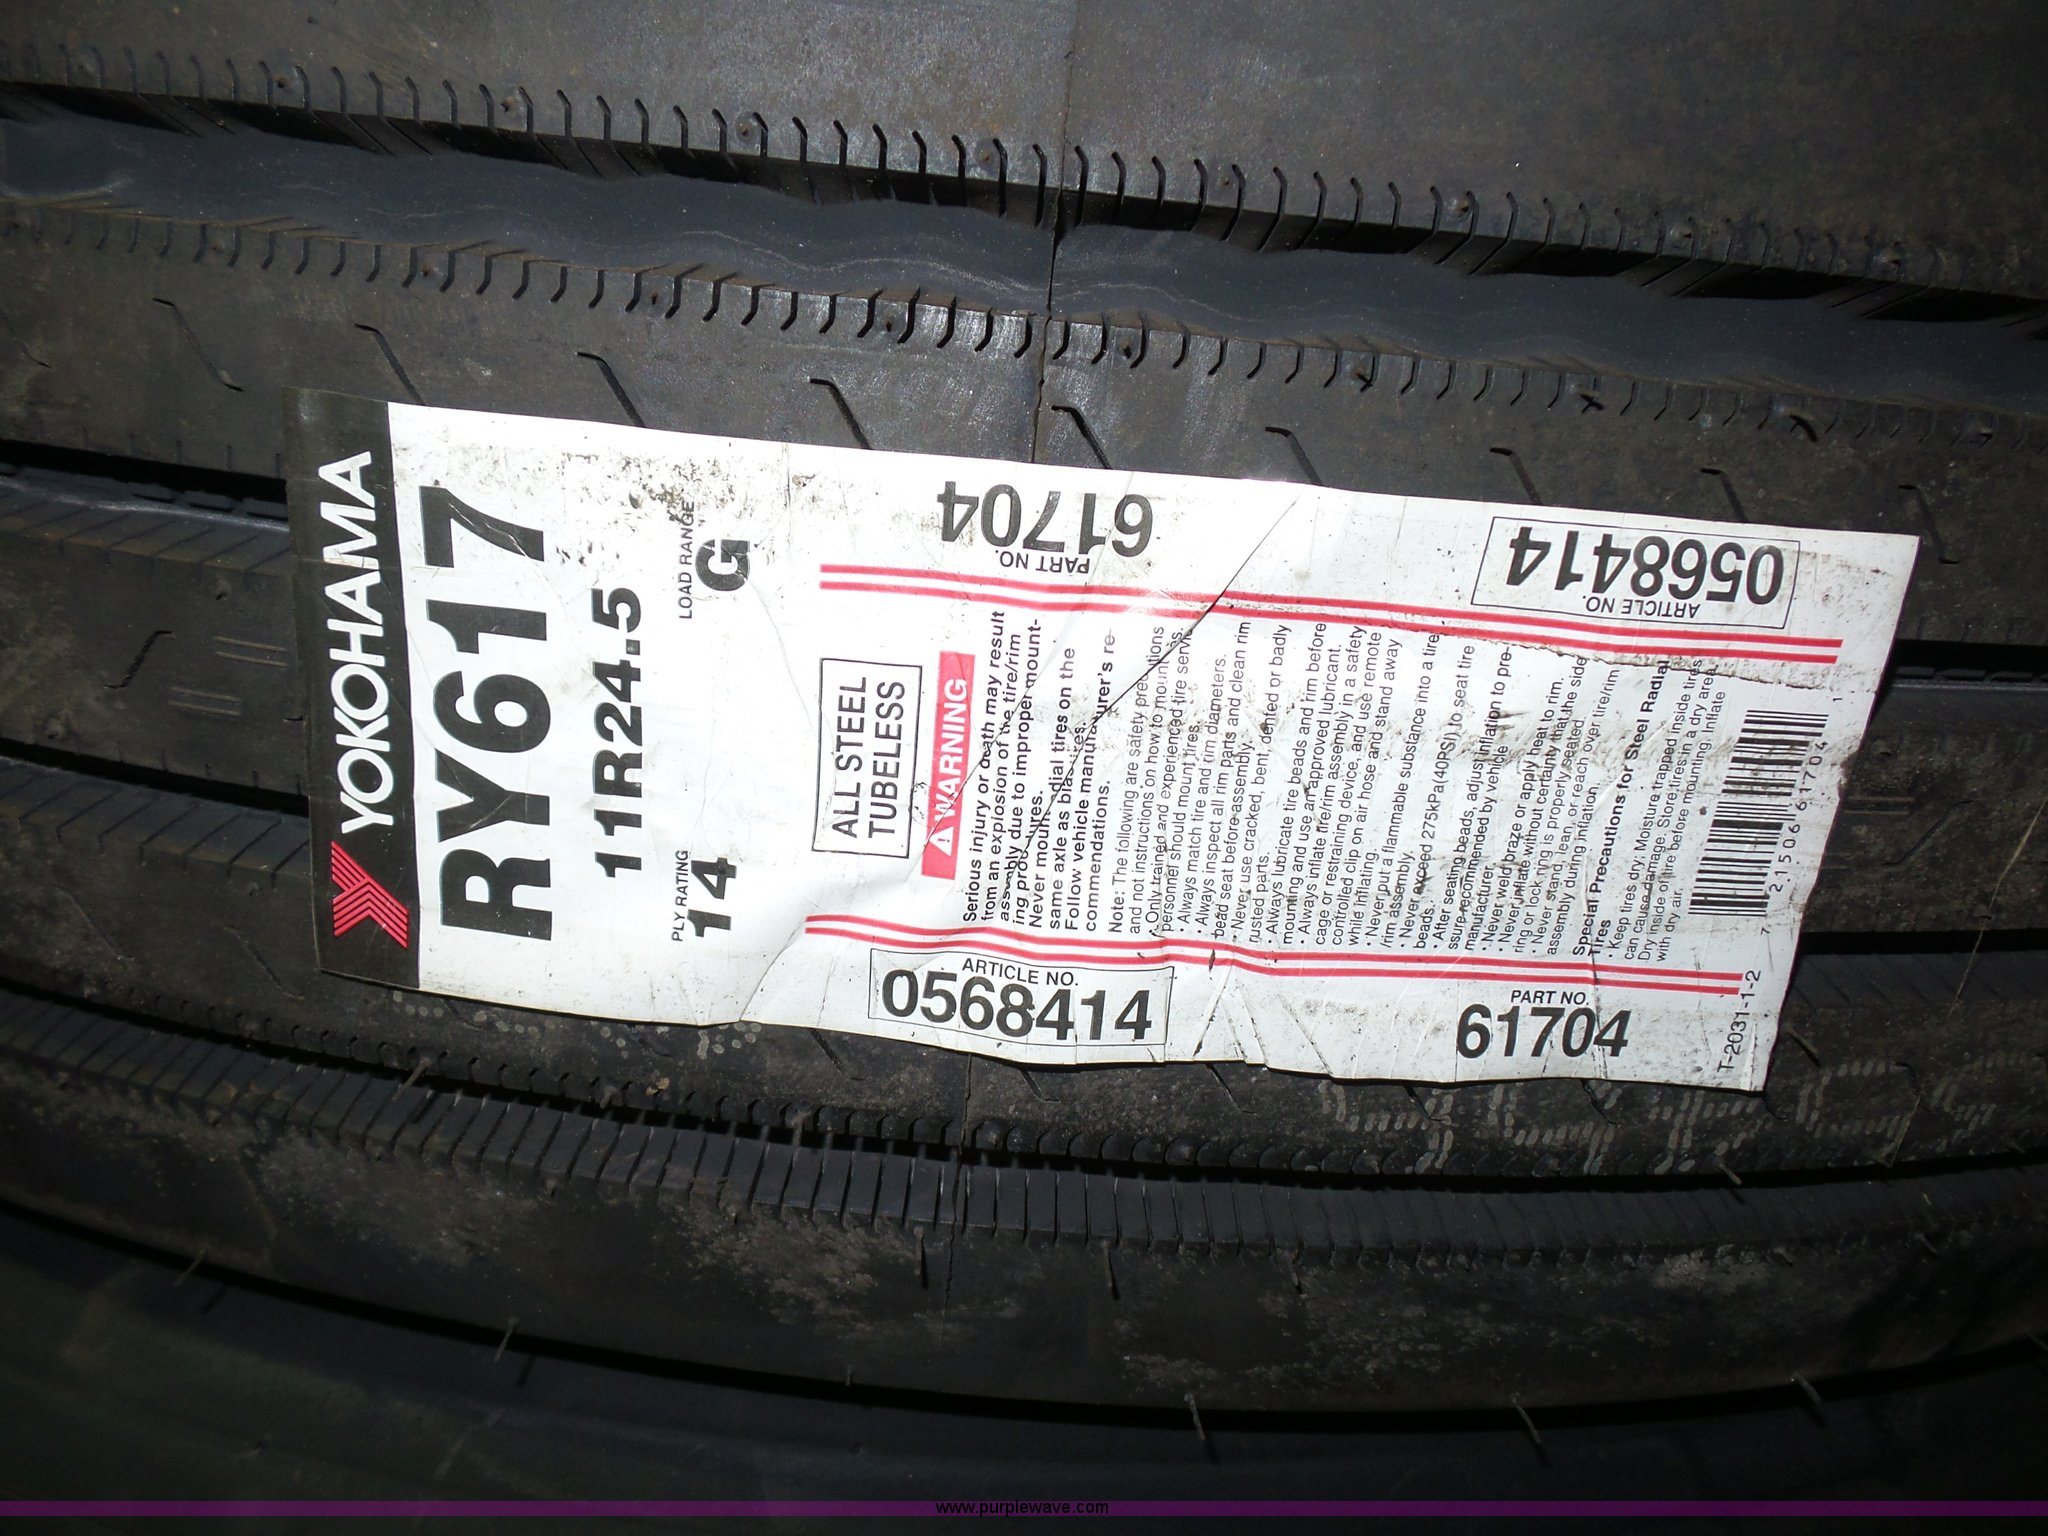 YOKOHAMA
RY617
11R24.5
PLY RATING
14
LOAD RANGE
G
ALL STEEL
TUBELESS
WARNING
Serious injury or death may result
from an explosion of the tire/rim
assembly due to improper mount-
ing procedures.
Never mount
same axle as bias tires.
Follow vehicle manufacturer's re-
commendations.
Note: The following are safety precautions
and not instructions on how to mount tires.
• Only trained and experienced tire service
personnel should mount tires.
• Always match tire and rim diameters.
• Always inspect all rim parts and clean rim
bead seat before assembly.
• Never use cracked, bent, dented or badly
rusted parts.
• Always lubricate tire beads and rim before
mounting and use an approved lubricant.
• Always inflate tire/rim assembly in a safety
cage or restraining device, and use remote
controlled clip on air hose and stand away
while inflating.
• Never put a flammable substance into a tire
/rim assembly.
• Never exceed 275kPa(40PSI) to seat tire
beads.
• After seating beads, adjust inflation to pre-
ssure recommended by vehicle
manufacturer.
• Never weld, braze or apply heat to rim.
• Never inflate without certainty that the side
ring or lock ring is properly seated.
• Never stand, lean, or reach over tire/rim
assembly during inflation.
Special Precautions for Steel Radial
Tires
• Keep tires dry; Moisture trapped inside tires
can cause damage. Store tires in a dry area.
Dry inside of tire before mounting. Inflate
with dry air.
7 21506 61704 1
ARTICLE NO.
0568414
PART NO.
61704
T-2031-1-2
PART NO.
61704
ARTICLE NO.
0568414
www.purplewave.com